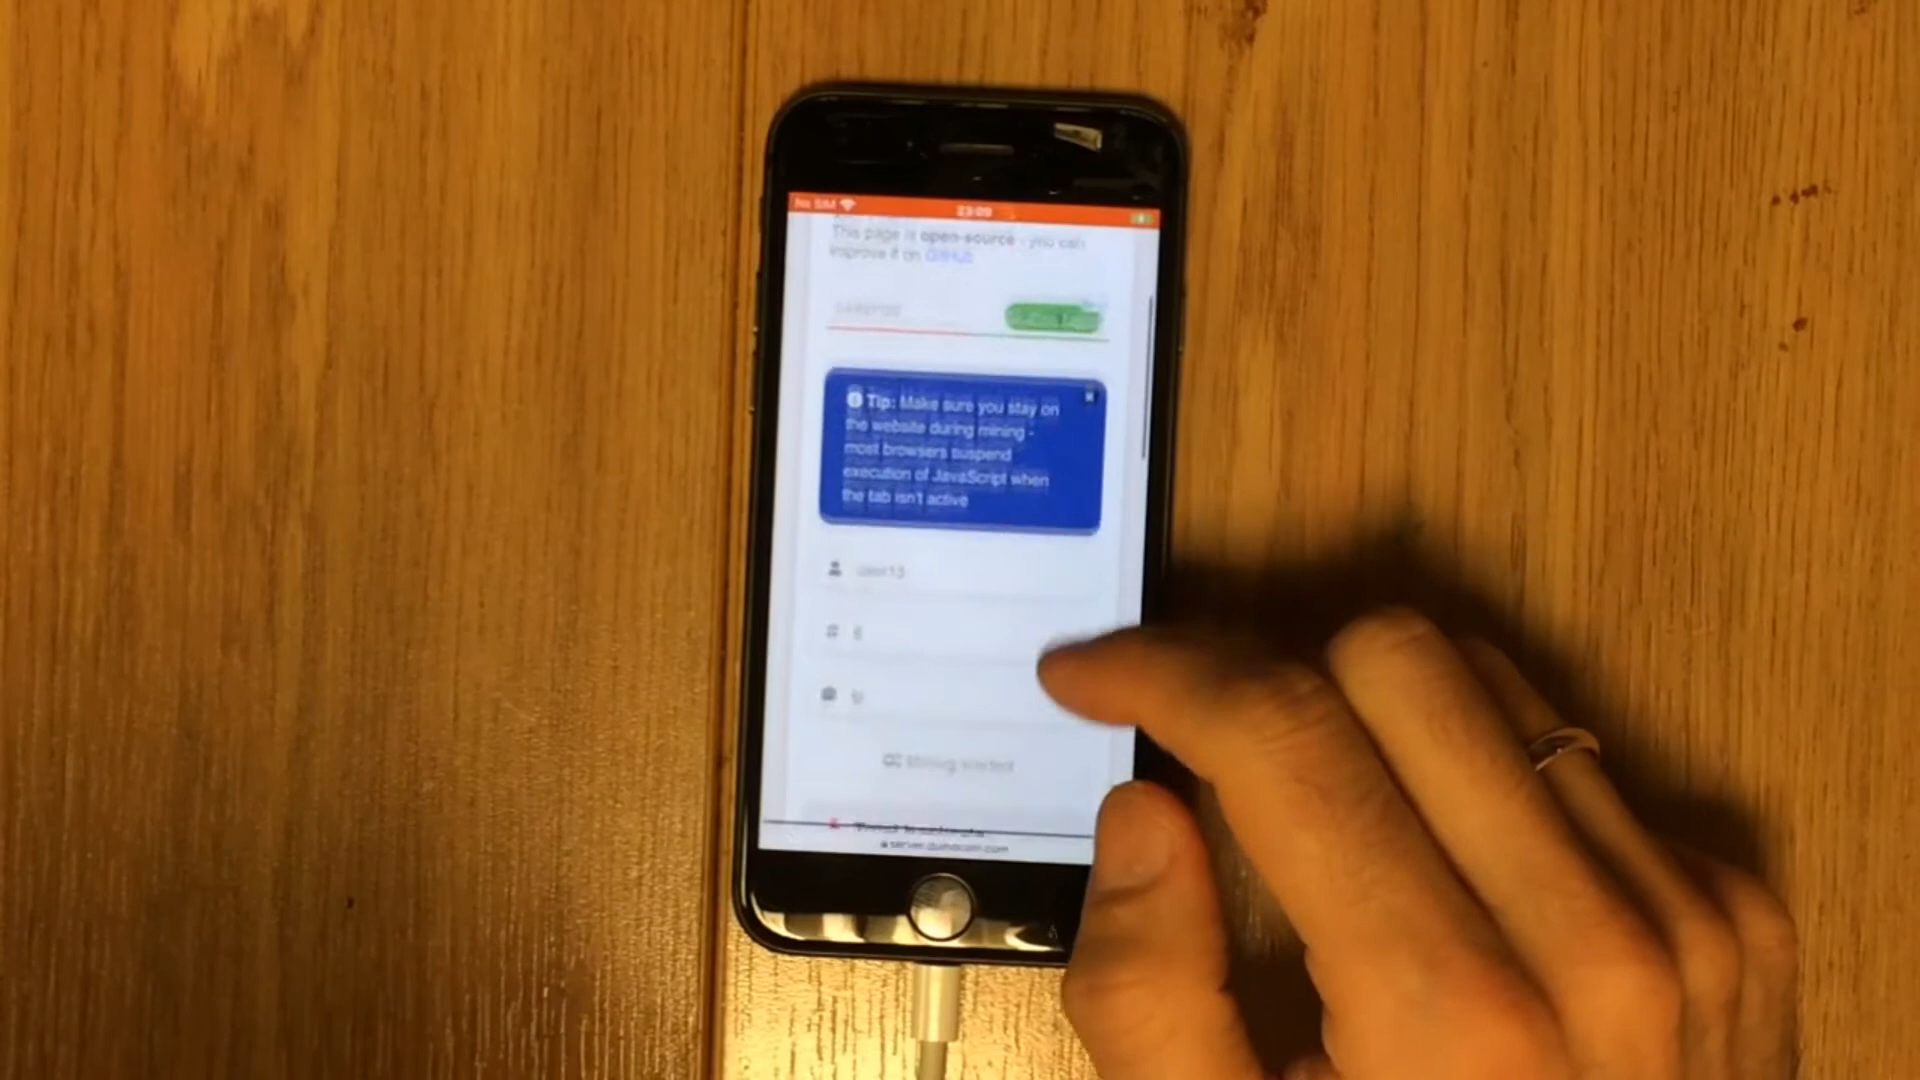 No SIM 23:09
This page is open-source - you can
improve it on GitHub
Tip: Make sure you stay on
the website during mining -
most browsers suspend
execution of JavaScript when
the tab isn't active
6
Mining started
server.duinocoin.com